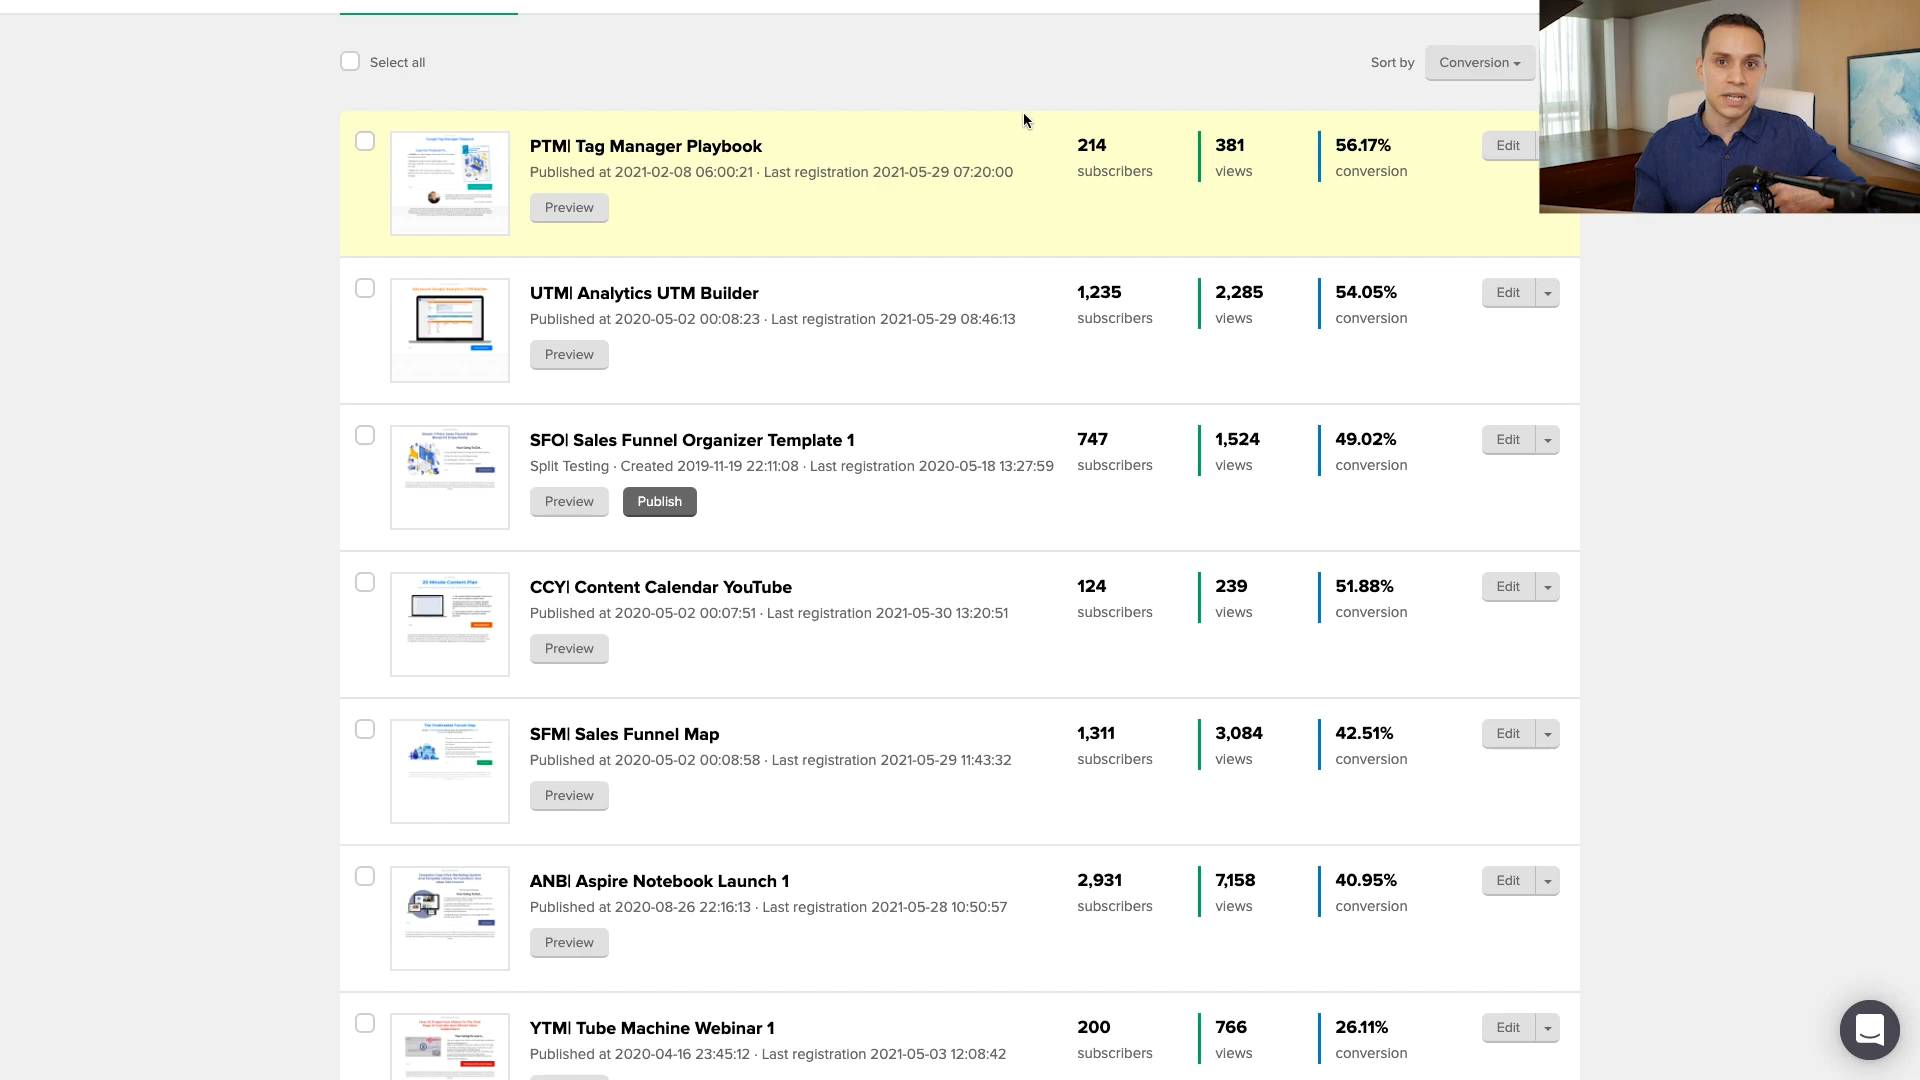 Select all
Sort by Conversion
PTM| Tag Manager Playbook
Published at 2021-02-08 06:00:21 · Last registration 2021-05-29 07:20:00
Preview
214 subscribers
381 views
56.17% conversion
Edit
UTM| Analytics UTM Builder
Published at 2020-05-02 00:08:23 · Last registration 2021-05-29 08:46:13
Preview
1,235 subscribers
2,285 views
54.05% conversion
Edit
SFO| Sales Funnel Organizer Template 1
Split Testing · Created 2019-11-19 22:11:08 · Last registration 2020-05-18 13:27:59
Preview
Publish
747 subscribers
1,524 views
49.02% conversion
Edit
20 Minute Content Plan
CCY| Content Calendar YouTube
Published at 2020-05-02 00:07:51 · Last registration 2021-05-30 13:20:51
Preview
124 subscribers
239 views
51.88% conversion
Edit
SFM| Sales Funnel Map
Published at 2020-05-02 00:08:58 · Last registration 2021-05-29 11:43:32
Preview
1,311 subscribers
3,084 views
42.51% conversion
Edit
ANB| Aspire Notebook Launch 1
Published at 2020-08-26 22:16:13 · Last registration 2021-05-28 10:50:57
Preview
2,931 subscribers
7,158 views
40.95% conversion
Edit
YTM| Tube Machine Webinar 1
Published at 2020-04-16 23:45:12 · Last registration 2021-05-03 12:08:42
200 subscribers
766 views
26.11% conversion
Edit